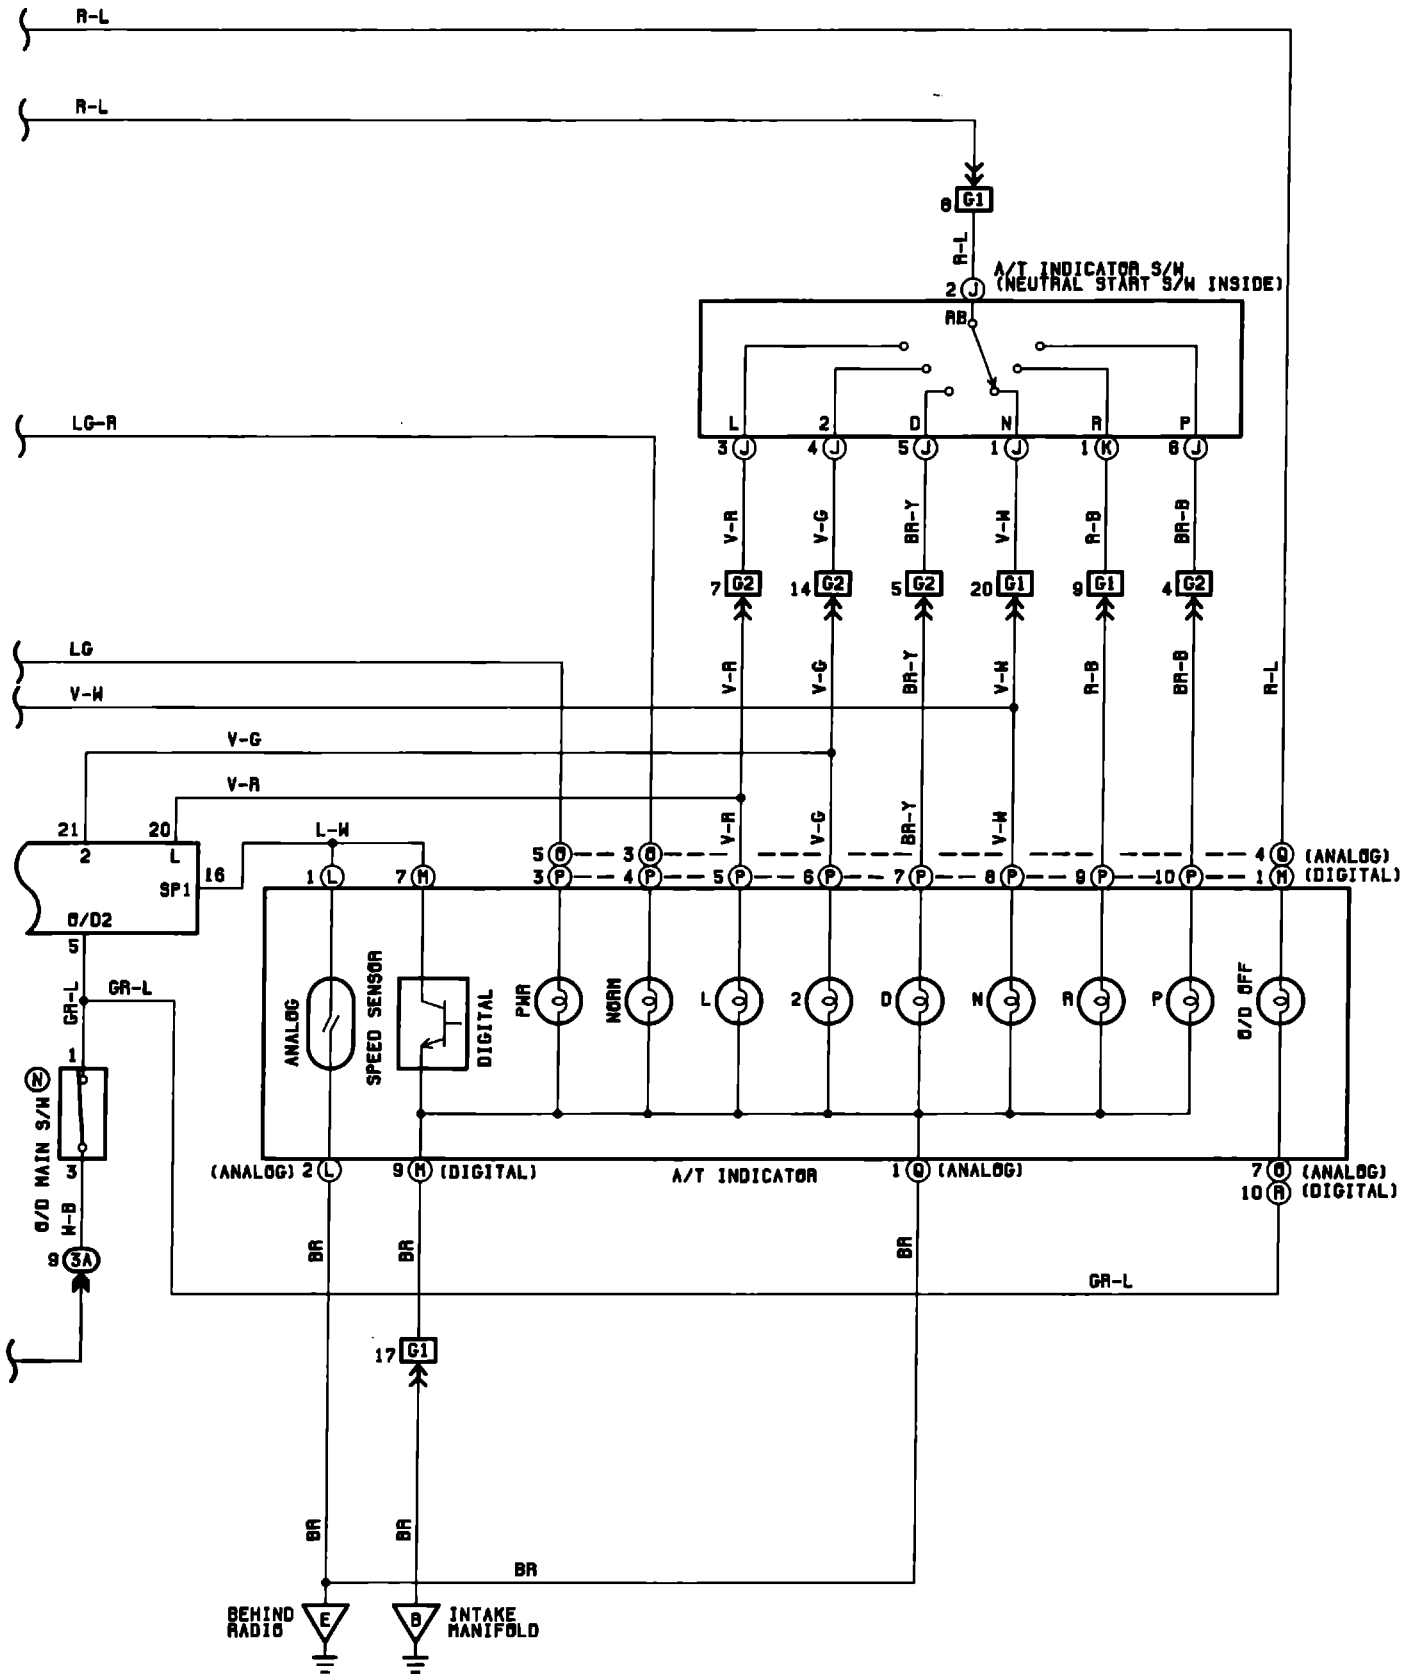 R-L
R-L
6 G1
R-L
A/T INDICATOR S/W
(NEUTRAL START S/W INSIDE)
2 J
RB
L 2 D N R P
3 J 4 J 5 J 1 J 1 K 6 J
LG-R
V-R V-G BR-Y V-W R-B BR-B
7 G2 14 G2 5 G2 20 G1 9 G1 4 G2
LG
V-W
V-R V-G BR-Y V-W R-B BR-B R-L
V-G
V-R
V-R V-G BR-Y V-W
21 20 L-W
2 L 16
SP1
O/D2
5
5 O 3 O 4 Q (ANALOG)
1 L 7 M 3 P 4 P 5 P 6 P 7 P 8 P 9 P 10 P 1 M (DIGITAL)
GR-L GR-L
ANALOG SPEED SENSOR DIGITAL PWR NORM L 2 D N R P O/D OFF
1
N
O/D MAIN S/W
3
W-B
9 3A
(ANALOG) 2 L 9 M (DIGITAL) A/T INDICATOR 1 Q (ANALOG) 7 O (ANALOG)
10 R (DIGITAL)
BR BR BR
GR-L
17 G1
BR BR
BR
BEHIND
RADIO
E
B
INTAKE
MANIFOLD